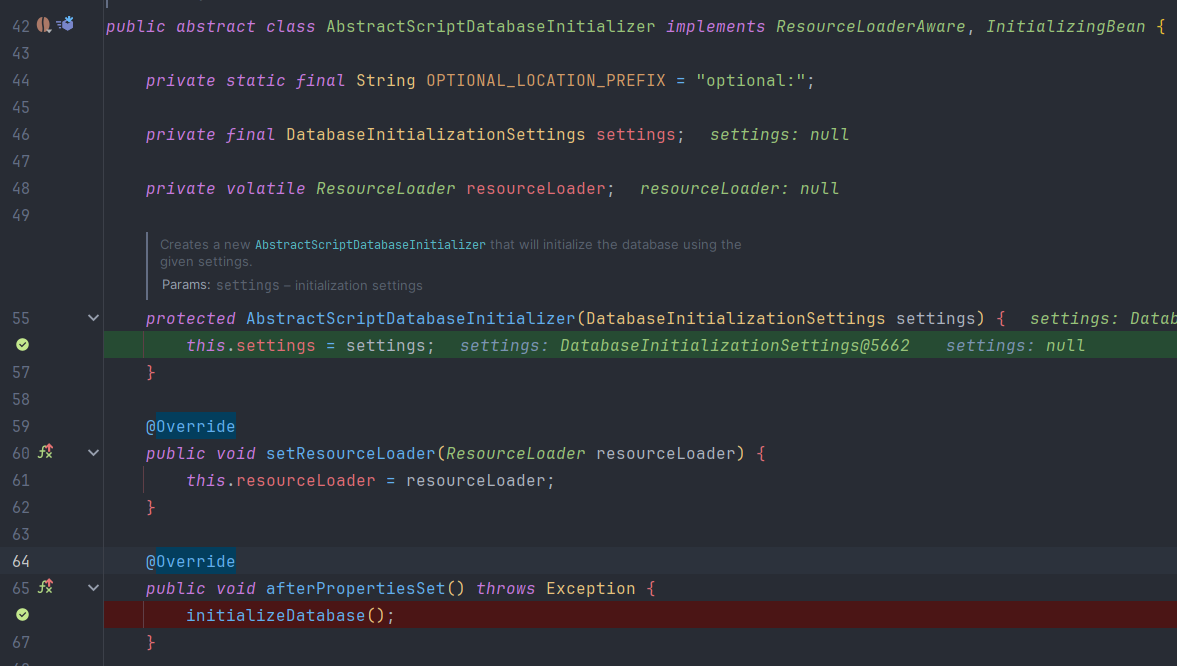 42 public abstract class AbstractScriptDatabaseInitializer implements ResourceLoaderAware, InitializingBean {
43
44 private static final String OPTIONAL_LOCATION_PREFIX = "optional:";
45
46 private final DatabaseInitializationSettings settings; settings: null
47
48 private volatile ResourceLoader resourceLoader; resourceLoader: null
49
Creates a new AbstractScriptDatabaseInitializer that will initialize the database using the
given settings.
Params: settings – initialization settings
55 protected AbstractScriptDatabaseInitializer(DatabaseInitializationSettings settings) { settings: Datab
this.settings = settings; settings: DatabaseInitializationSettings@5662 settings: null
57 }
58
59 @Override
60 public void setResourceLoader(ResourceLoader resourceLoader) {
61 this.resourceLoader = resourceLoader;
62 }
63
64 @Override
65 public void afterPropertiesSet() throws Exception {
initializeDatabase();
67 }